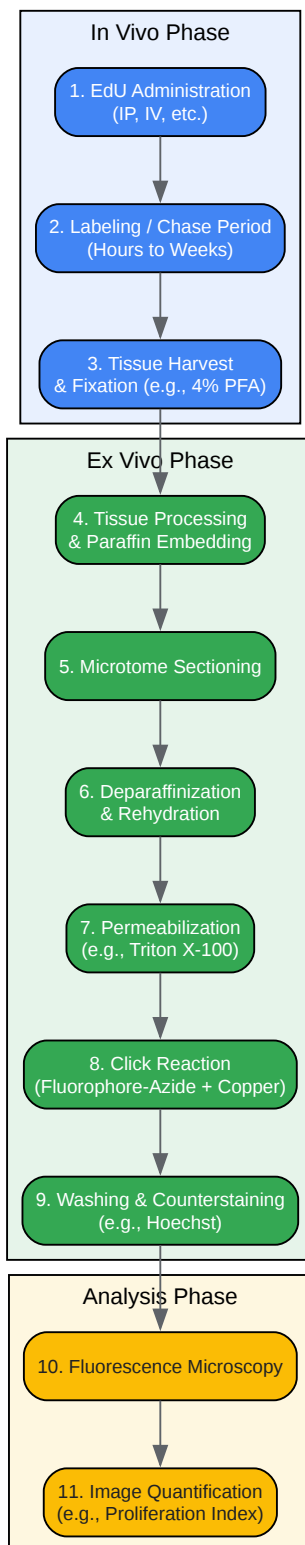 In Vivo Phase
1. EdU Administration
(IP, IV, etc.)
2. Labeling / Chase Period
(Hours to Weeks)
3. Tissue Harvest
& Fixation (e.g., 4% PFA)
Ex Vivo Phase
4. Tissue Processing
& Paraffin Embedding
5. Microtome Sectioning
6. Deparaffinization
& Rehydration
7. Permeabilization
(e.g., Triton X-100)
8. Click Reaction
(Fluorophore-Azide + Copper)
9. Washing & Counterstaining
(e.g., Hoechst)
Analysis Phase
10. Fluorescence Microscopy
11. Image Quantification
(e.g., Proliferation Index)